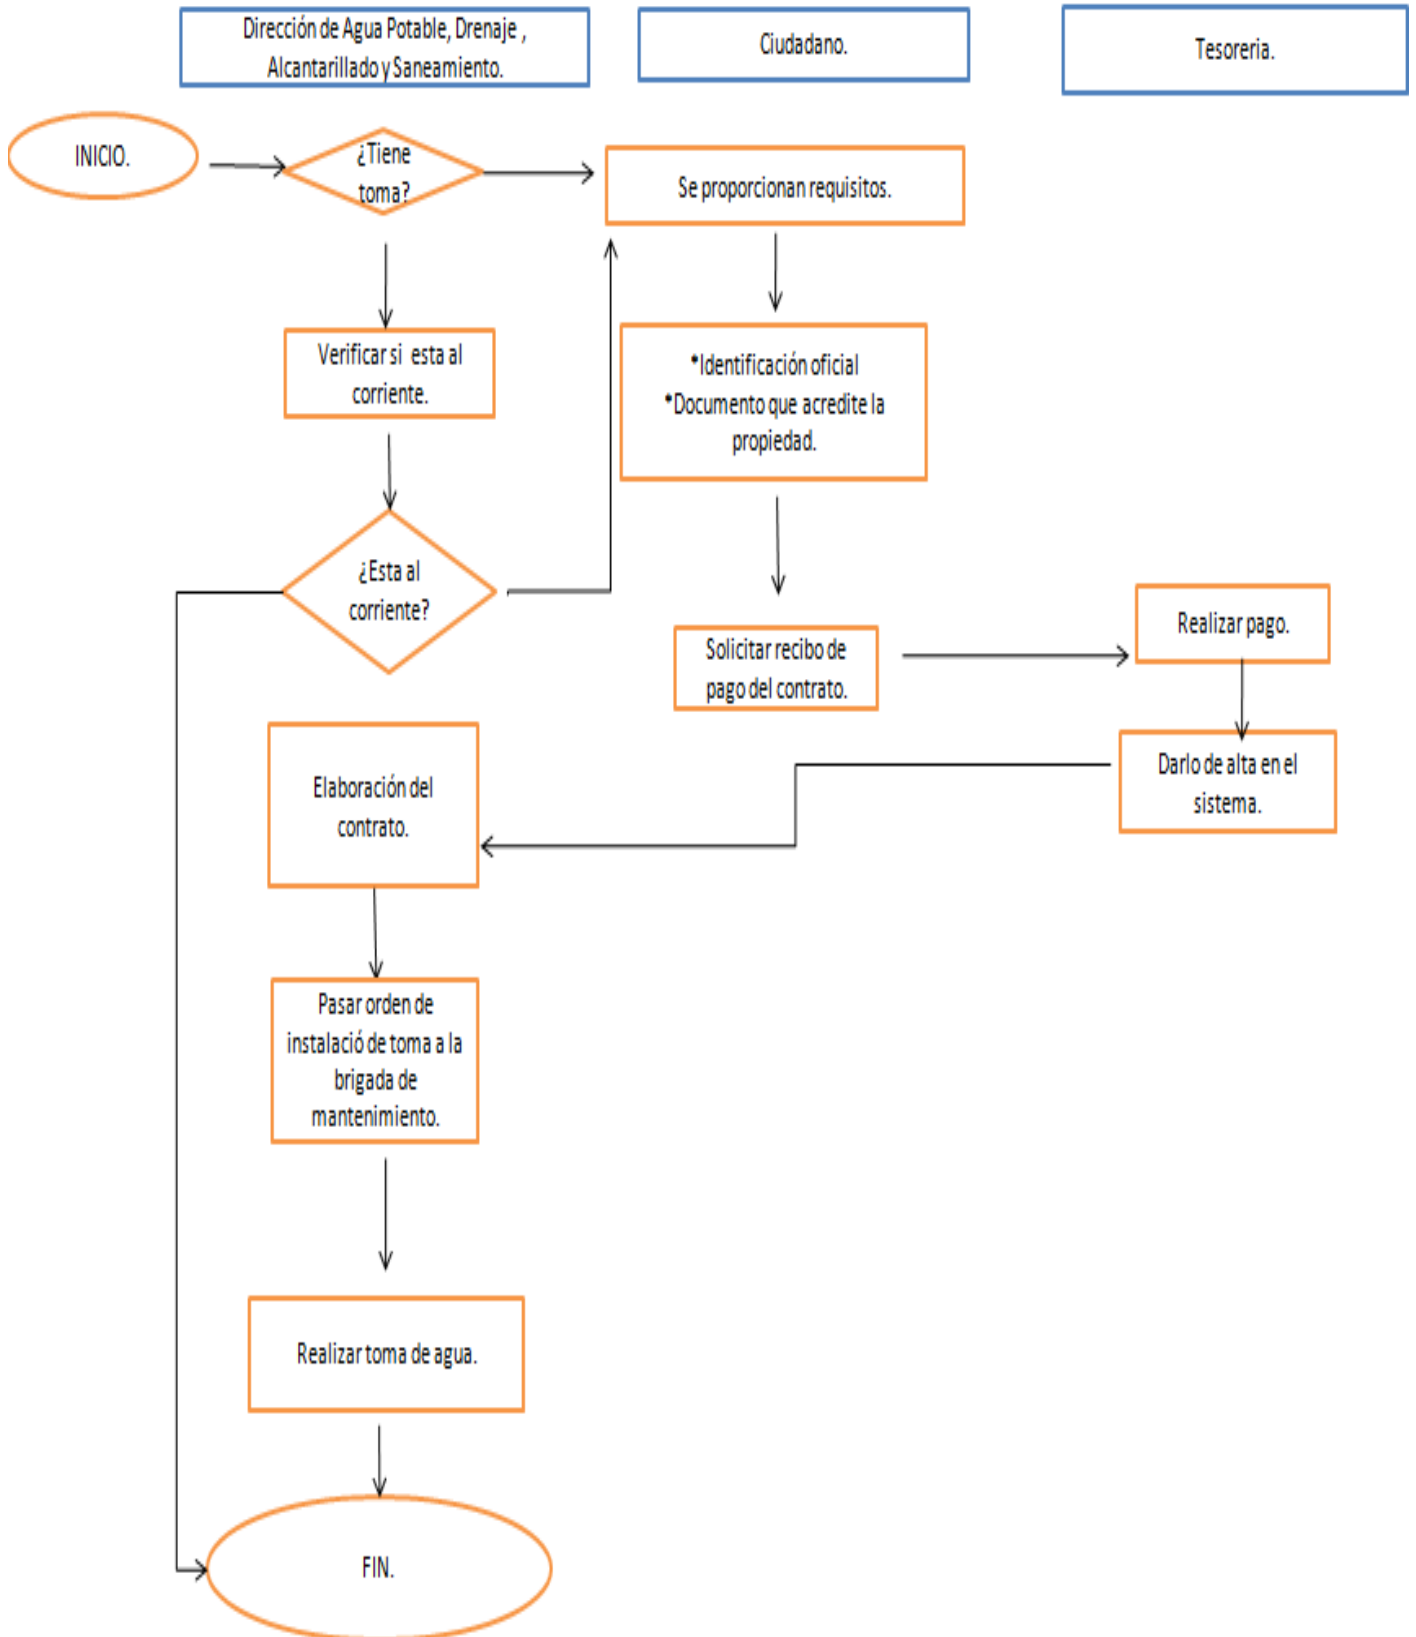 Dirección de Agua Potable, Drenaje ,
Alcantarillado y Saneamiento.
Ciudadano.
Tesoreria.
INICIO.
¿Tiene
toma?
Se proporcionan requisitos.
Verificar si esta al
corriente.
*Identificación oficial
*Documento que acredite la
propiedad.
¿Esta al
corriente?
Solicitar recibo de
pago del contrato.
Realizar pago.
Darlo de alta en el
sistema.
Elaboración del
contrato.
Pasar orden de
instalació de toma a la
brigada de
mantenimiento.
Realizar toma de agua.
FIN.